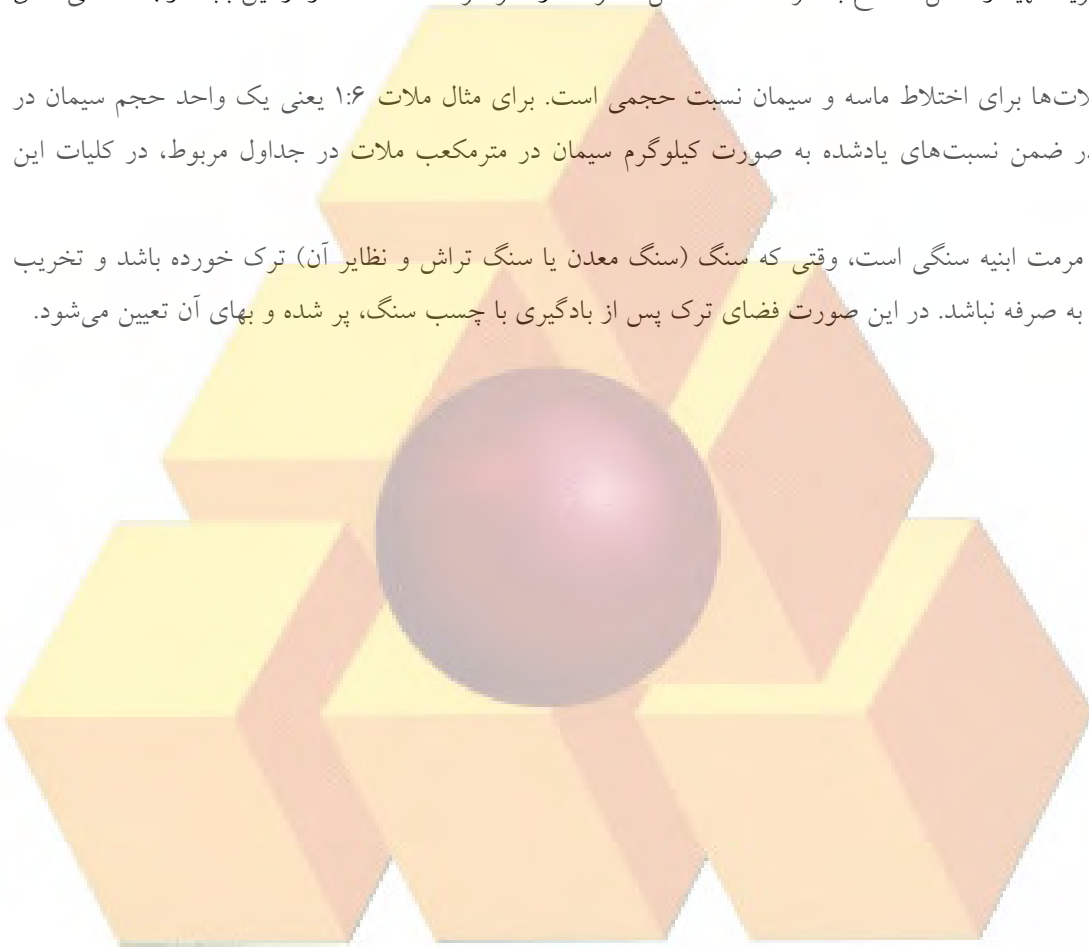 لات‌ها برای اختلاط ماسه و سیمان نسبت حجمی است. برای مثال ملات ۱:۶ یعنی یک واحد حجم سیمان در
ر ضمن نسبت‌های یادشده به صورت کیلوگرم سیمان در مترمکعب ملات در جداول مربوط، در کلیات این
مرمت ابنیه سنگی است، وقتی که سنگ (سنگ معدن یا سنگ تراش و نظایر آن) ترک خورده باشد و تخریب
به صرفه نباشد. در این صورت فضای ترک پس از بادگیری با چسب سنگ، پر شده و بهای آن تعیین می‌شود.